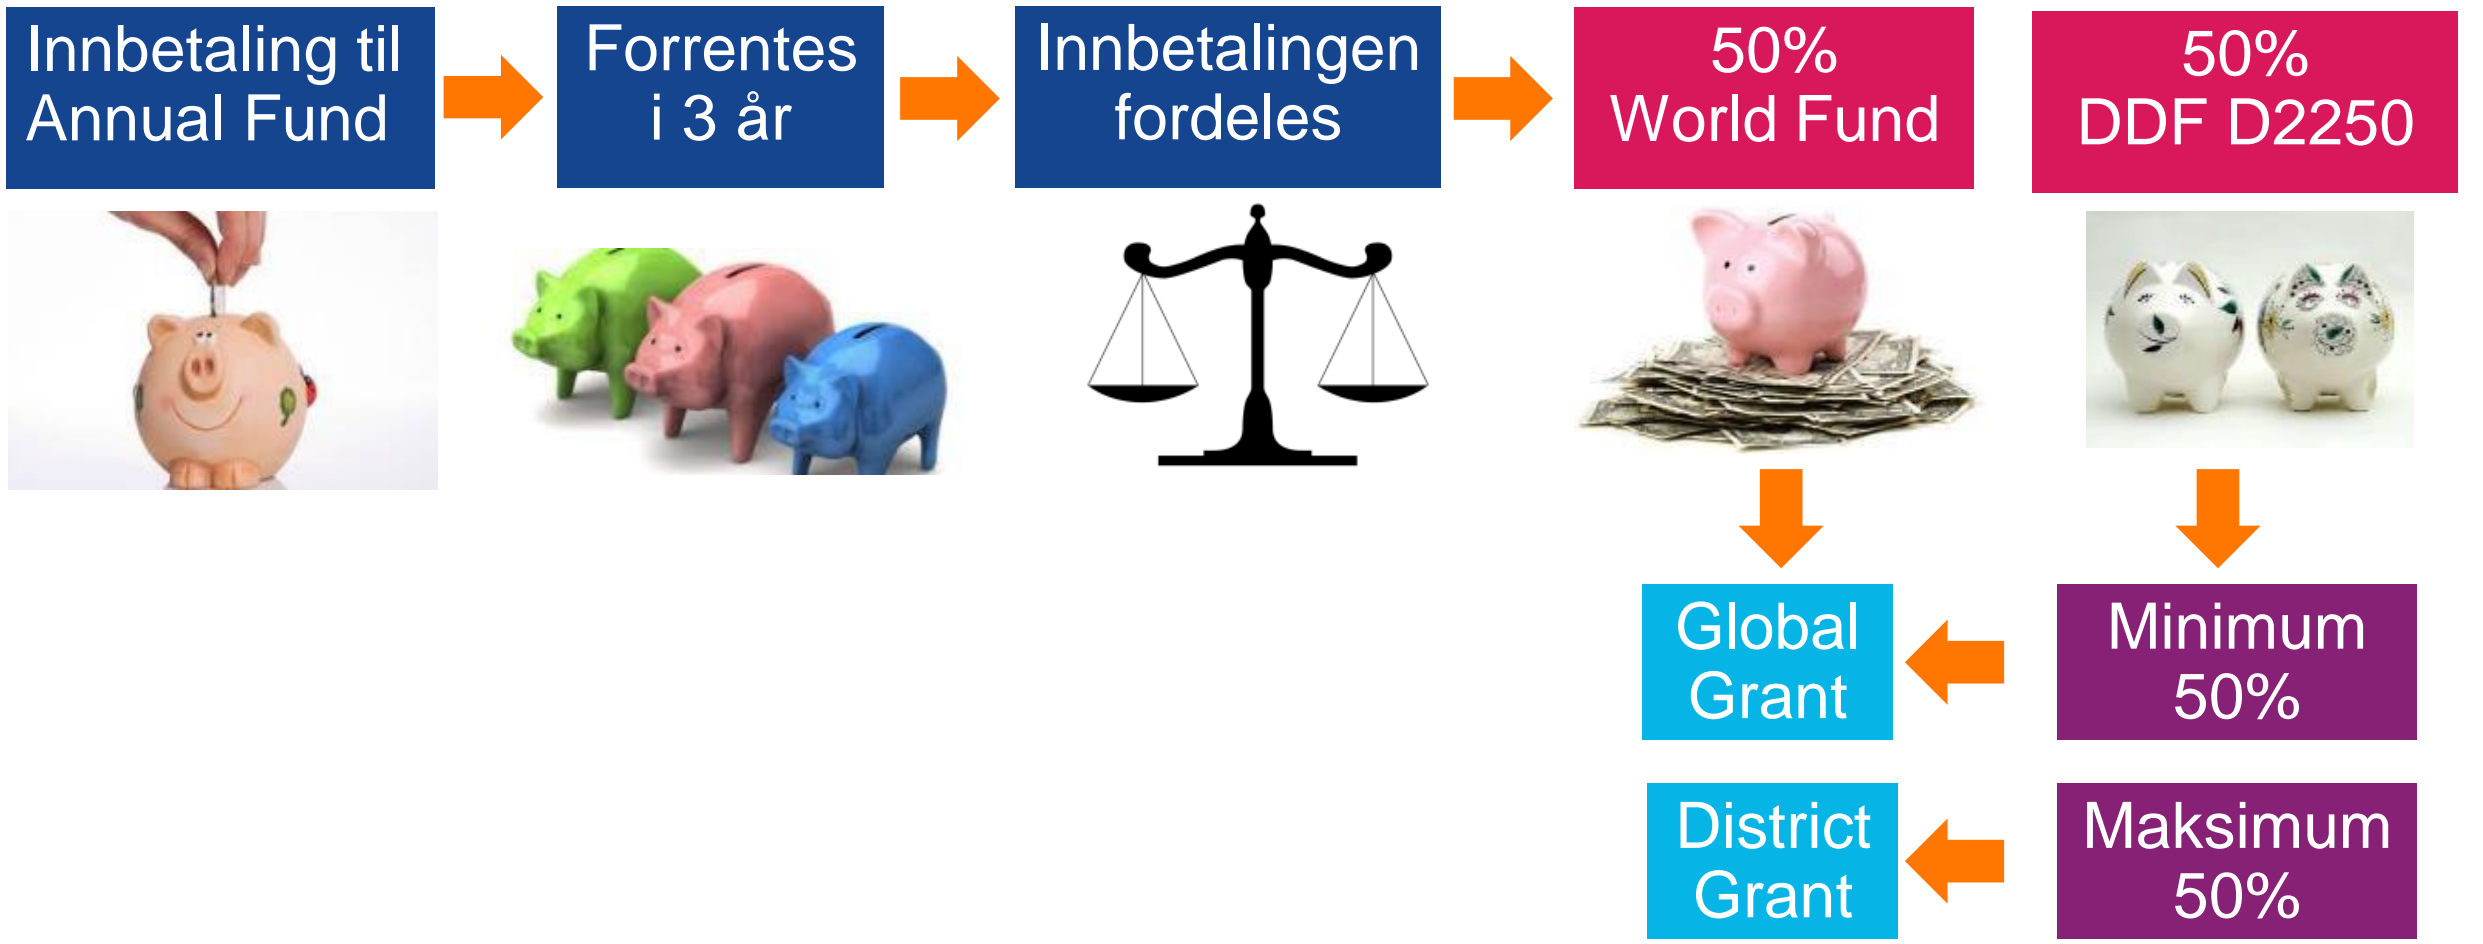 Innbetaling til
Annual Fund
Forrentes
i 3 år
Innbetalingen
fordeles
50%
World Fund
50%
DDF D2250
Global
Grant
Minimum
50%
District
Grant
Maksimum
50%